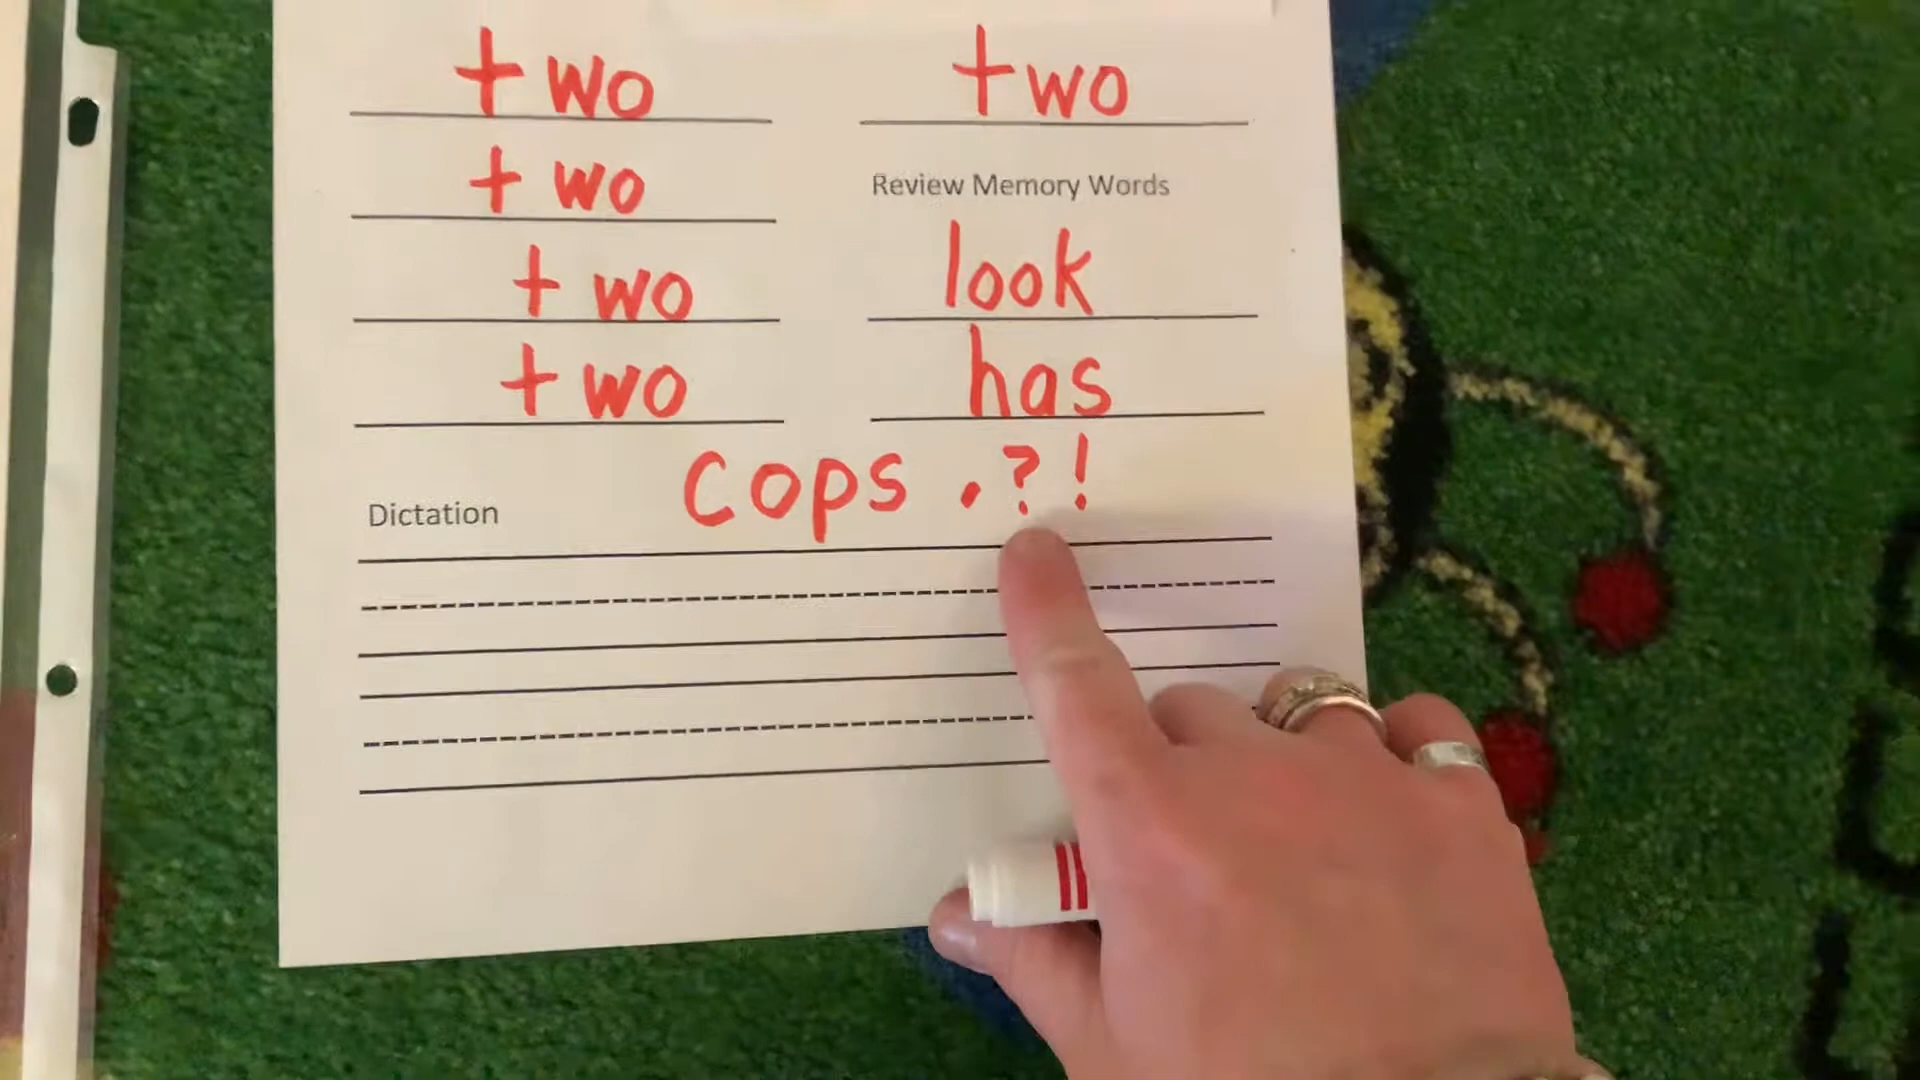 two
two
two
two
two
Review Memory Words
look
has
cops . ? !
Dictation